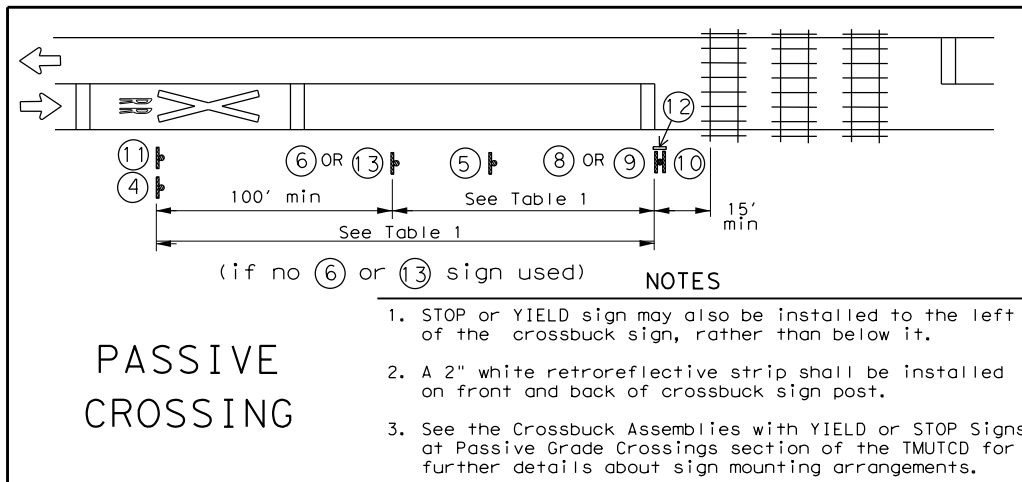 RR
12
11
6 OR 13
5
8 OR 9
10
4
100' min
See Table 1
15'
min
See Table 1
(if no 6 or 13 sign used)
NOTES
1. STOP or YIELD sign may also be installed to the left
of the crossbuck sign, rather than below it.
PASSIVE
CROSSING
2. A 2" white retroreflective strip shall be installed
on front and back of crossbuck sign post.
3. See the Crossbuck Assemblies with YIELD or STOP Signs
at Passive Grade Crossings section of the TMUTCD for
further details about sign mounting arrangements.